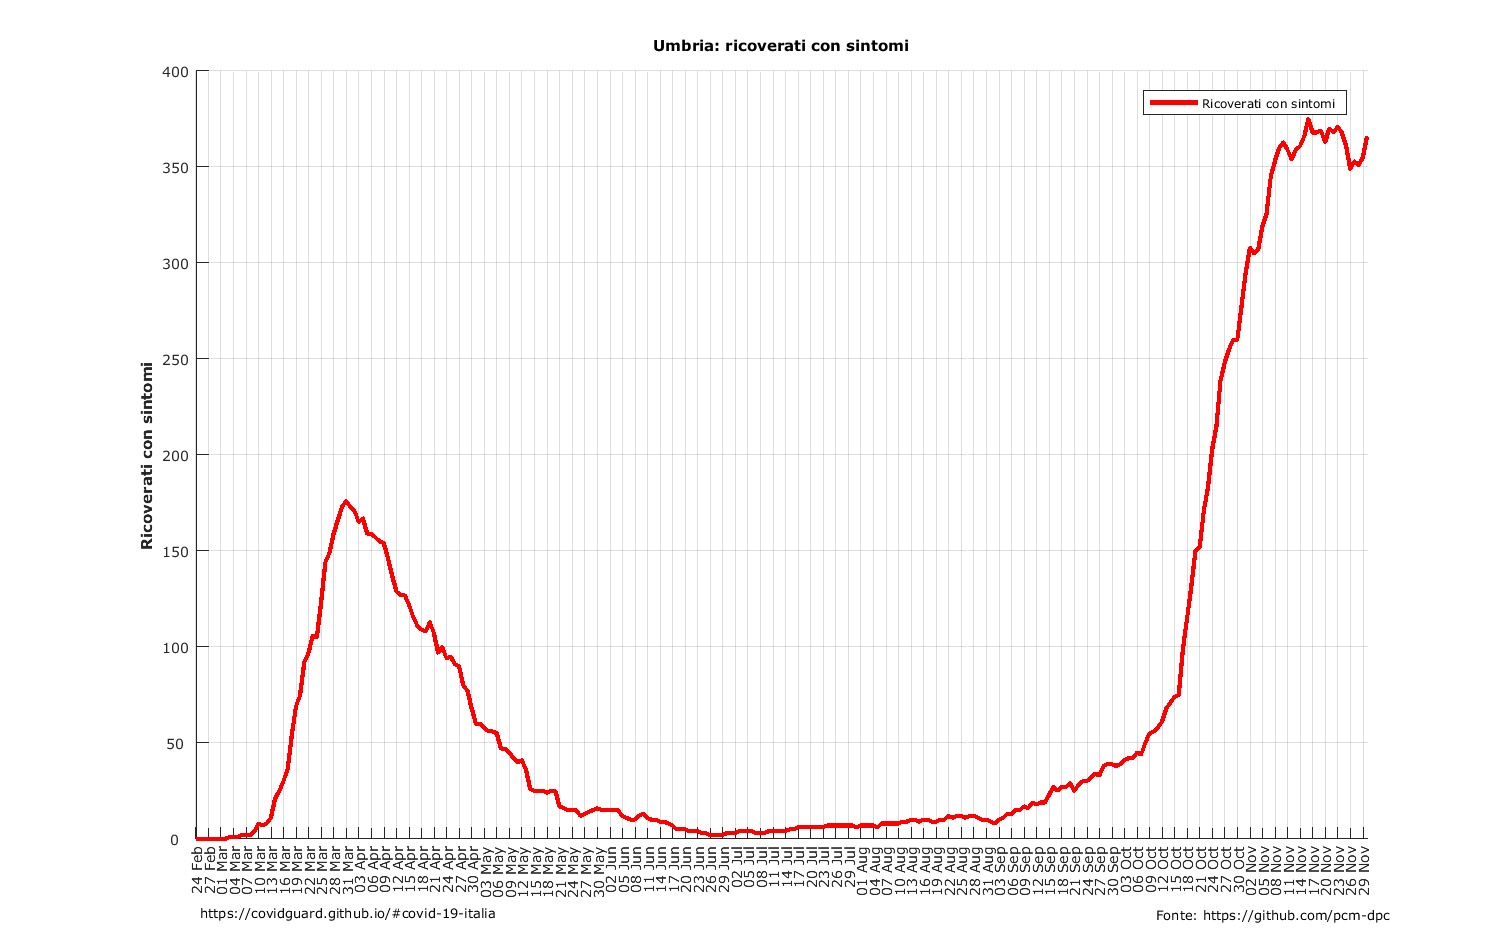 Umbria: ricoverati con sintomi
Ricoverati con sintomi
Ricoverati con sintomi
400
350
300
250
200
150
100
50
0
24 Feb
27 Feb
01 Mar
04 Mar
07 Mar
10 Mar
13 Mar
16 Mar
19 Mar
22 Mar
25 Mar
28 Mar
31 Mar
03 Apr
06 Apr
09 Apr
12 Apr
15 Apr
18 Apr
21 Apr
24 Apr
27 Apr
30 Apr
03 May
06 May
09 May
12 May
15 May
18 May
21 May
24 May
27 May
30 May
02 Jun
05 Jun
08 Jun
11 Jun
14 Jun
17 Jun
20 Jun
23 Jun
26 Jun
29 Jun
02 Jul
05 Jul
08 Jul
11 Jul
14 Jul
17 Jul
20 Jul
23 Jul
26 Jul
29 Jul
01 Aug
04 Aug
07 Aug
10 Aug
13 Aug
16 Aug
19 Aug
22 Aug
25 Aug
28 Aug
31 Aug
03 Sep
06 Sep
09 Sep
12 Sep
15 Sep
18 Sep
21 Sep
24 Sep
27 Sep
30 Sep
03 Oct
06 Oct
09 Oct
12 Oct
15 Oct
18 Oct
21 Oct
24 Oct
27 Oct
30 Oct
02 Nov
05 Nov
08 Nov
11 Nov
14 Nov
17 Nov
20 Nov
23 Nov
26 Nov
29 Nov
https://covidguard.github.io/#covid-19-italia
Fonte: https://github.com/pcm-dpc